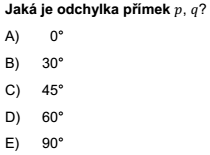 Jaká je odchylka přímek p, q?
A) 0°
B) 30°
C) 45°
D) 60°
E) 90°